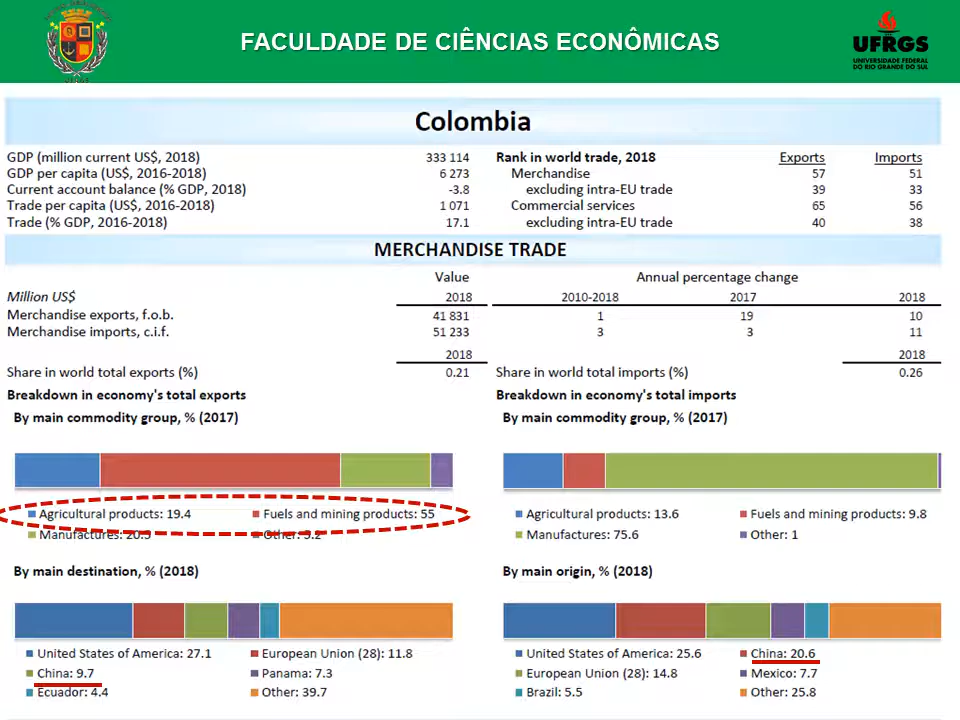 FACULDADE DE CIÊNCIAS ECONÔMICAS
UFRGS
UNIVERSIDADE FEDERAL
DO RIO GRANDE DO SUL
UFRGS
Colombia
GDP (million current US$, 2018) 333 114
GDP per capita (US$, 2016-2018) 6 273
Current account balance (% GDP, 2018) -3.8
Trade per capita (US$, 2016-2018) 1 071
Trade (% GDP, 2016-2018) 17.1
Rank in world trade, 2018 Exports Imports
Merchandise 57 51
excluding intra-EU trade 39 33
Commercial services 65 56
excluding intra-EU trade 40 38
MERCHANDISE TRADE
Value Annual percentage change
Million US$ 2018 2010-2018 2017 2018
Merchandise exports, f.o.b. 41 831 1 19 10
Merchandise imports, c.i.f. 51 233 3 3 11
2018 2018
Share in world total exports (%) 0.21 Share in world total imports (%) 0.26
Breakdown in economy's total exports
By main commodity group, % (2017)
Agricultural products: 19.4 Fuels and mining products: 55
Manufactures: 20.5 Other: 5.2
By main destination, % (2018)
United States of America: 27.1 European Union (28): 11.8
China: 9.7 Panama: 7.3
Ecuador: 4.4 Other: 39.7
Breakdown in economy's total imports
By main commodity group, % (2017)
Agricultural products: 13.6 Fuels and mining products: 9.8
Manufactures: 75.6 Other: 1
By main origin, % (2018)
United States of America: 25.6 China: 20.6
European Union (28): 14.8 Mexico: 7.7
Brazil: 5.5 Other: 25.8